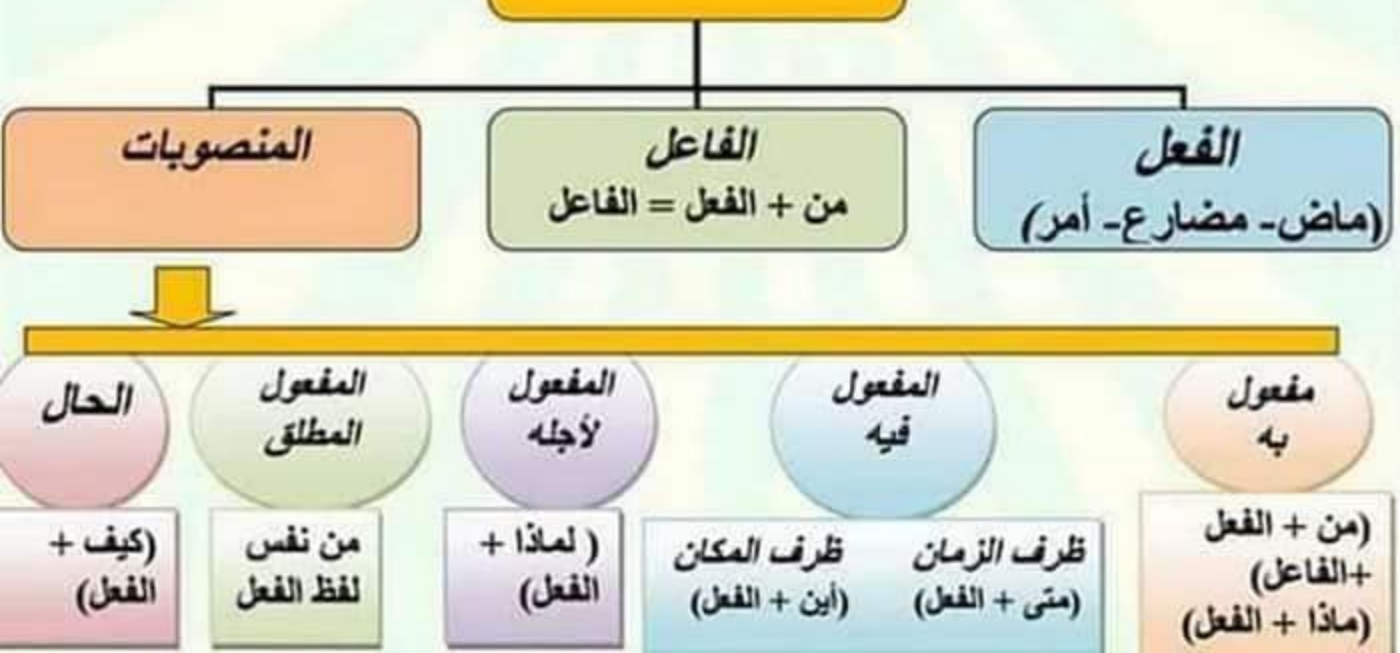 الفعل
(ماض- مضارع- أمر)
الفاعل
من + الفعل = الفاعل
المنصوبات
مفعول
به
(من + الفعل
+الفاعل)
(ماذا + الفعل)
المفعول
فيه
ظرف الزمان
(متى + الفعل)
ظرف المكان
(أين + الفعل)
المفعول
لأجله
( لماذا +
الفعل)
المفعول
المطلق
من نفس
لفظ الفعل
الحال
(كيف +
الفعل)